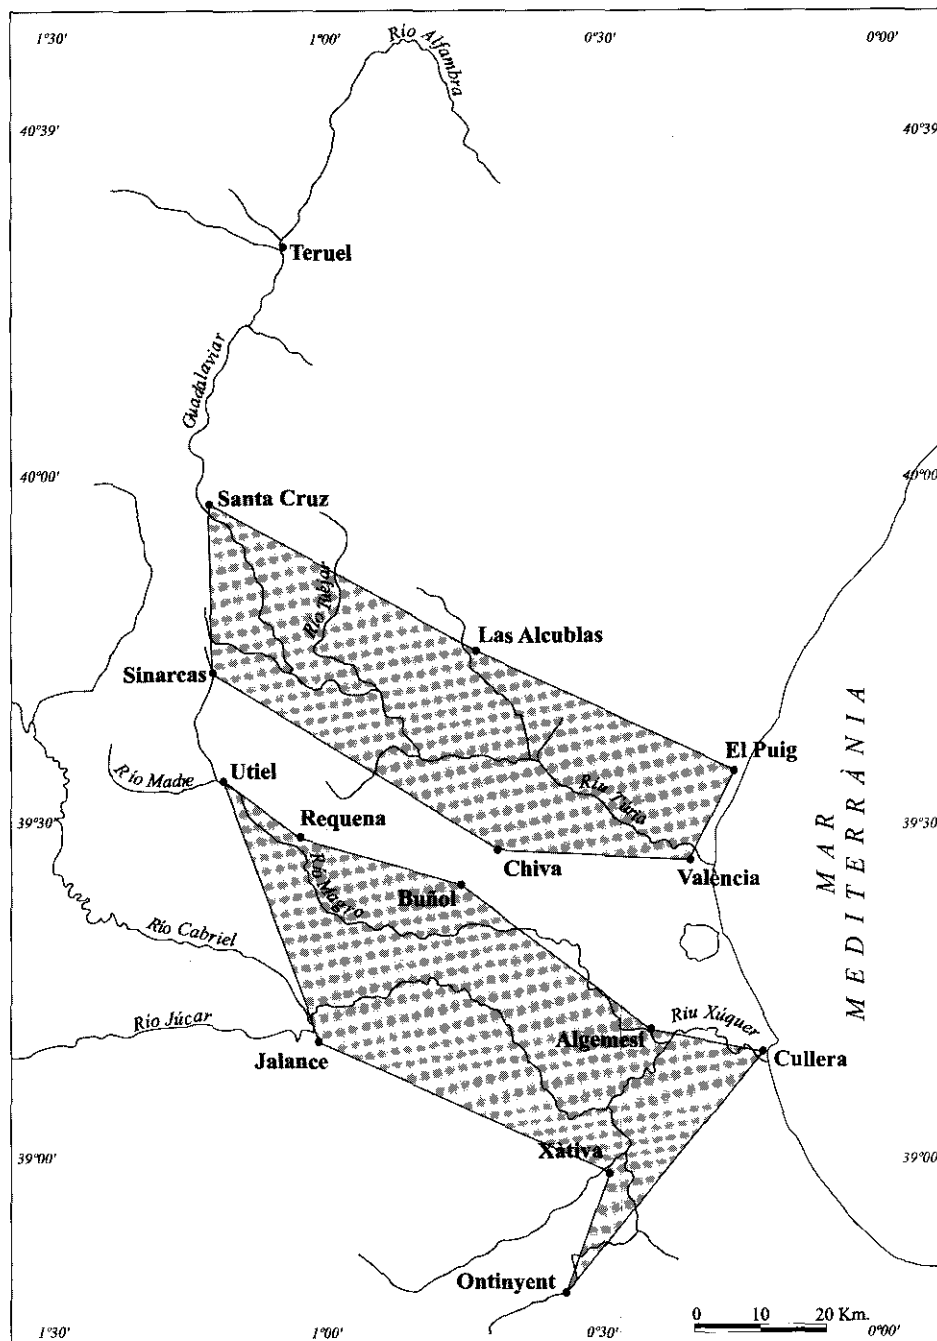 1°30'
1°00'
0°30'
0°00'
Río Alfambra
40°39'
40°39'
Teruel
Guadalaviar
40°00'
40°00'
Santa Cruz
Río Tuéjar
Las Alcublas
Sinarcas
El Puig
Utiel
Río Madre
Riu Túria
Requena
39°30'
39°30'
Chiva
València
Río Magro
Buñol
MAR
MEDITERRÀNIA
Río Cabriel
Río Júcar
Riu Xúquer
Algemesí
Jalance
Cullera
Xàtiva
39°00'
39°00'
Ontinyent
0 10 20 Km.
1°30'
1°00'
0°30'
0°00'